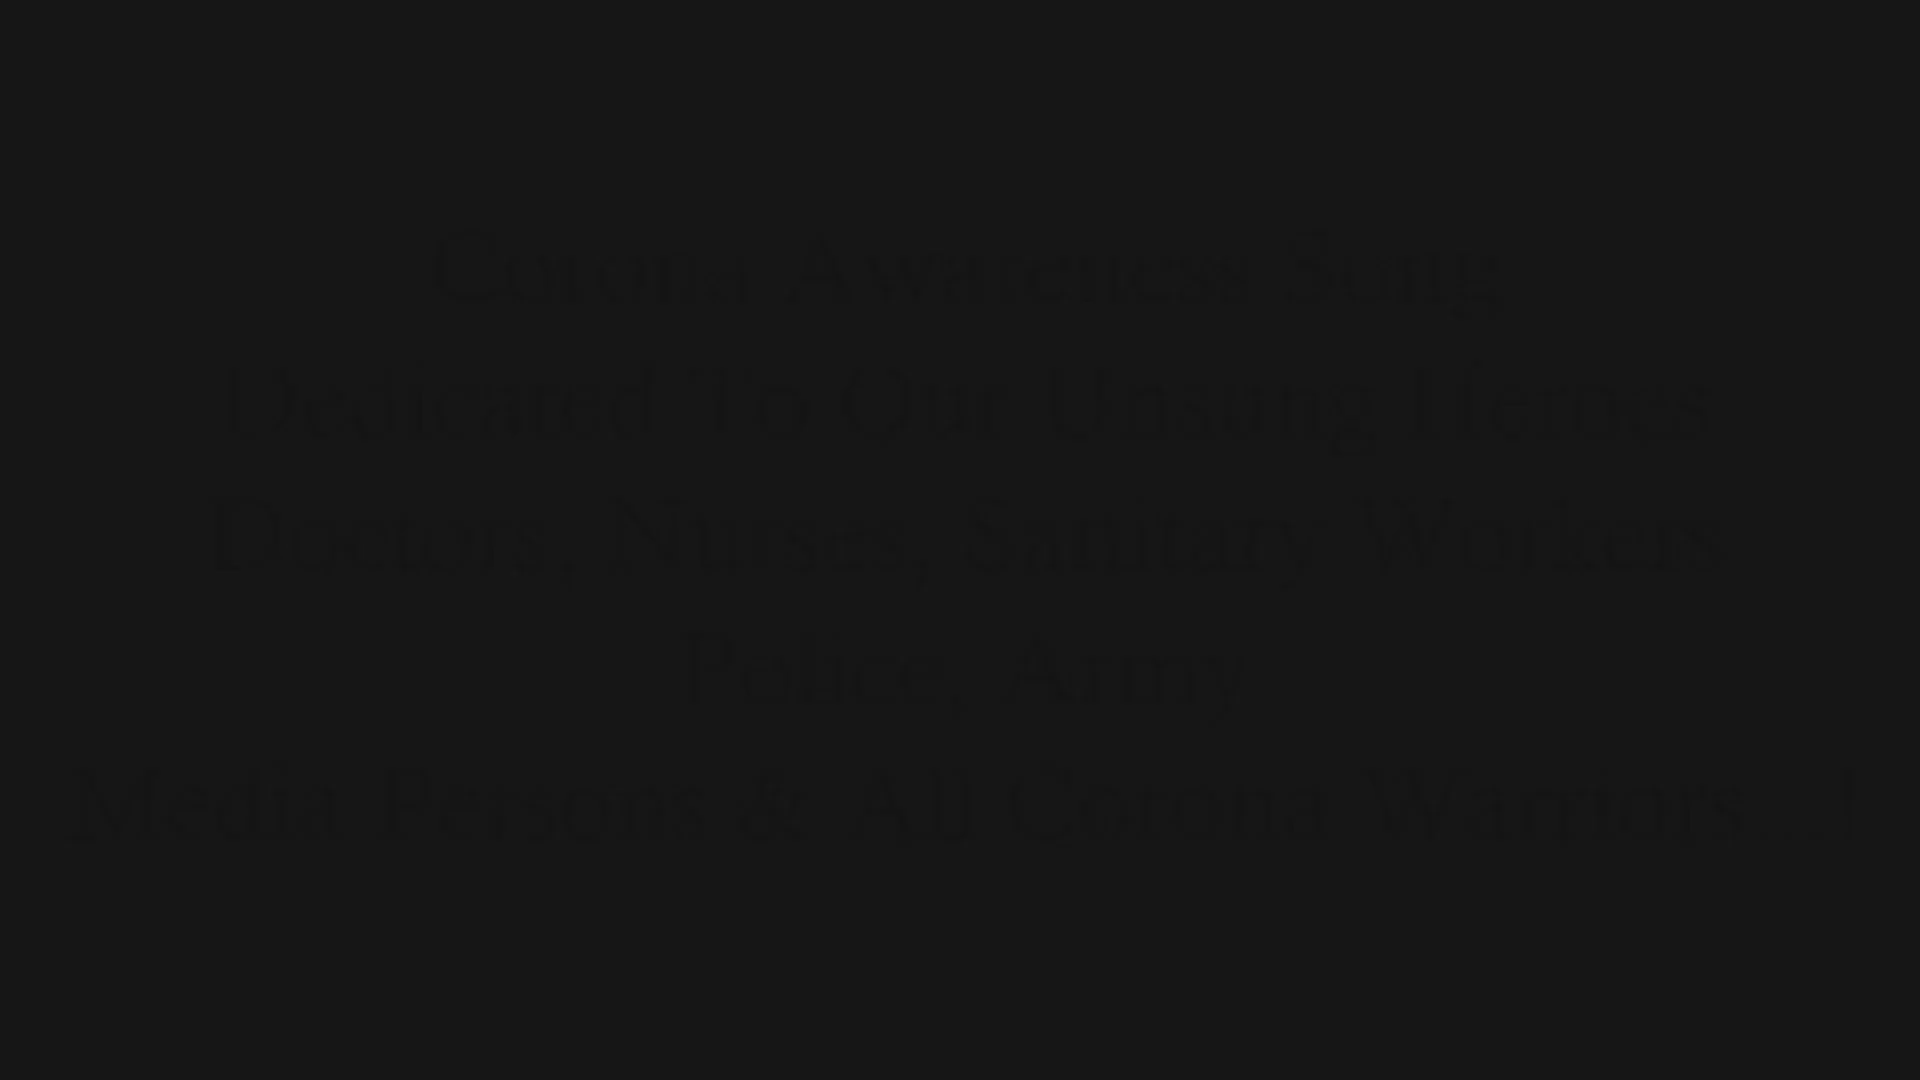 Corona Awareness Song
Dedicated To Our Unsung Heroes
Doctors, Nurses, Sanitary Workers
Police, Army
Media Persons & All Corona Warriors...!